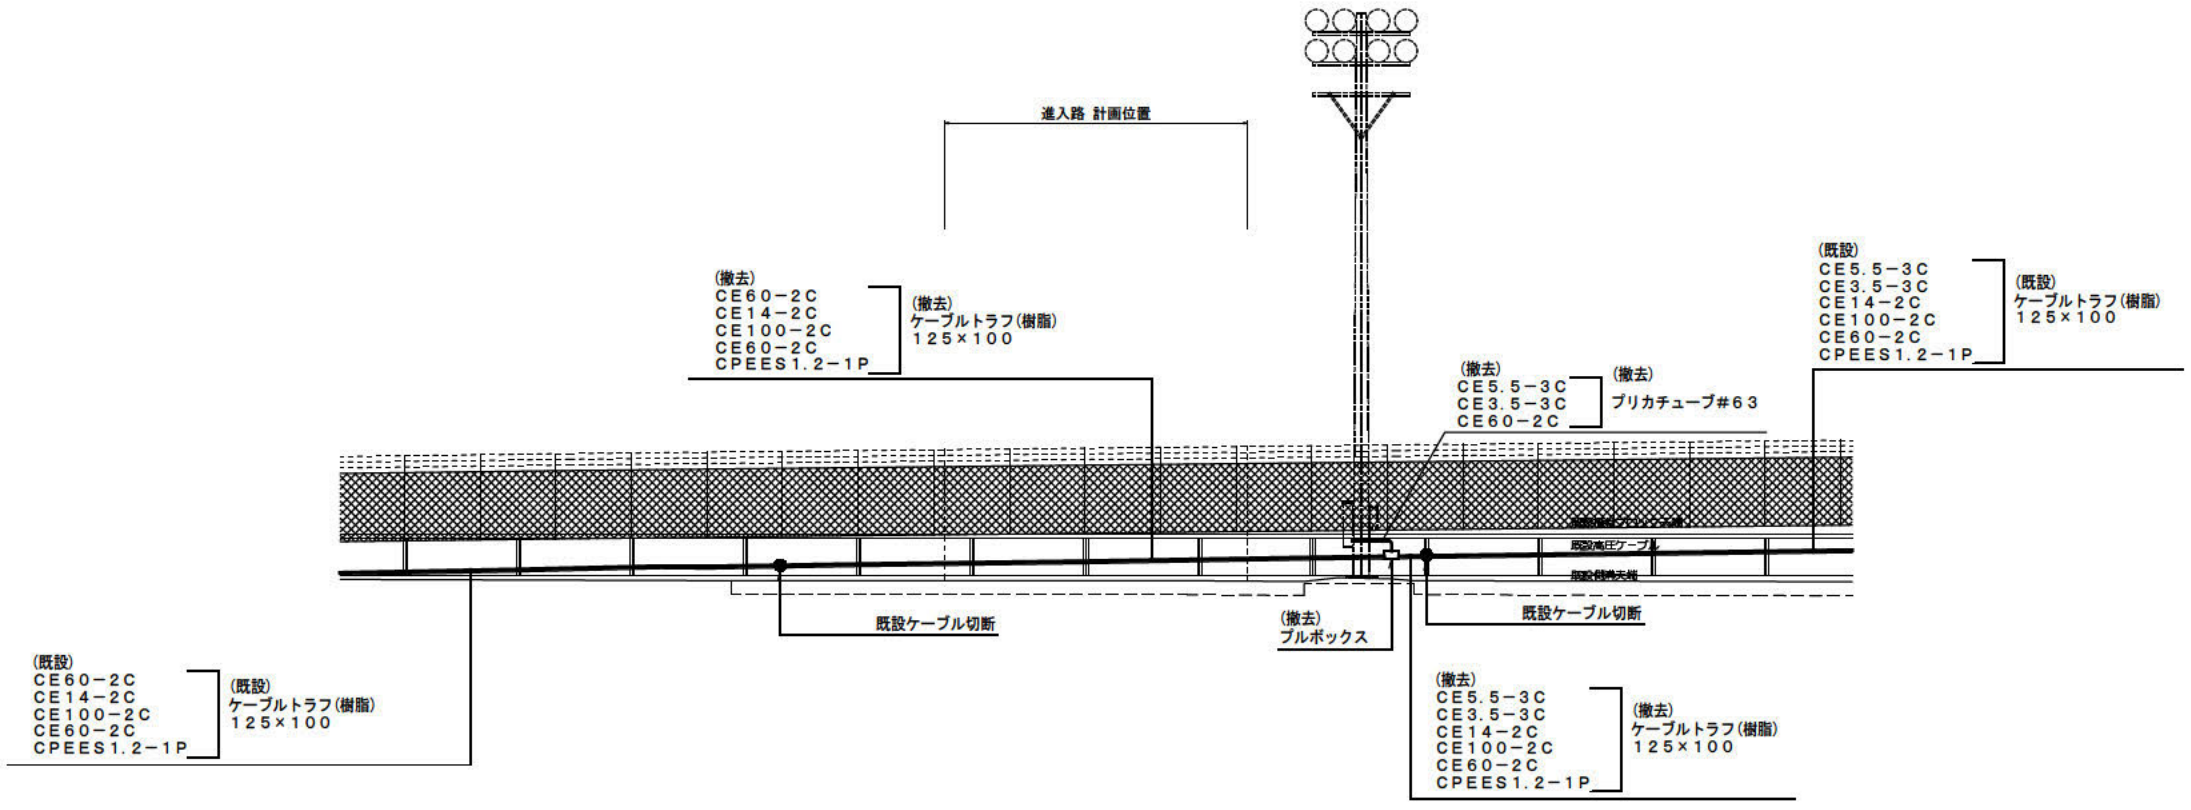 進入路 計画位置
(撤去)
CE60-2C
CE14-2C
CE100-2C
CE60-2C
CPEES1.2-1P
(撤去)
ケーブルトラフ(樹脂)
125×100
(既設)
CE5.5-3C
CE3.5-3C
CE14-2C
CE100-2C
CE60-2C
CPEES1.2-1P
(既設)
ケーブルトラフ(樹脂)
125×100
(撤去)
CE5.5-3C
CE3.5-3C
CE60-2C
(撤去)
プリカチューブ#63
既設高圧ケーブル
既設ケーブル切断
(撤去)
プルボックス
既設ケーブル切断
(既設)
CE60-2C
CE14-2C
CE100-2C
CE60-2C
CPEES1.2-1P
(既設)
ケーブルトラフ(樹脂)
125×100
(撤去)
CE5.5-3C
CE3.5-3C
CE14-2C
CE100-2C
CE60-2C
CPEES1.2-1P
(撤去)
ケーブルトラフ(樹脂)
125×100